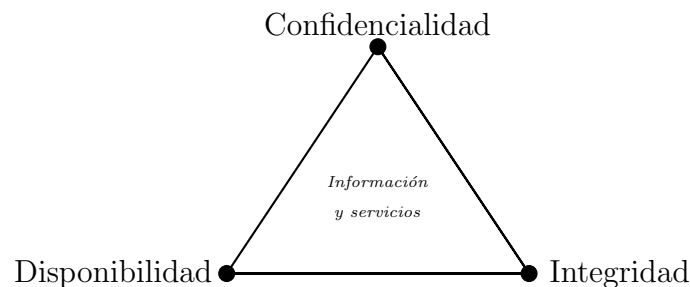 Confidencialidad
Información
y servicios
Disponibilidad
Integridad